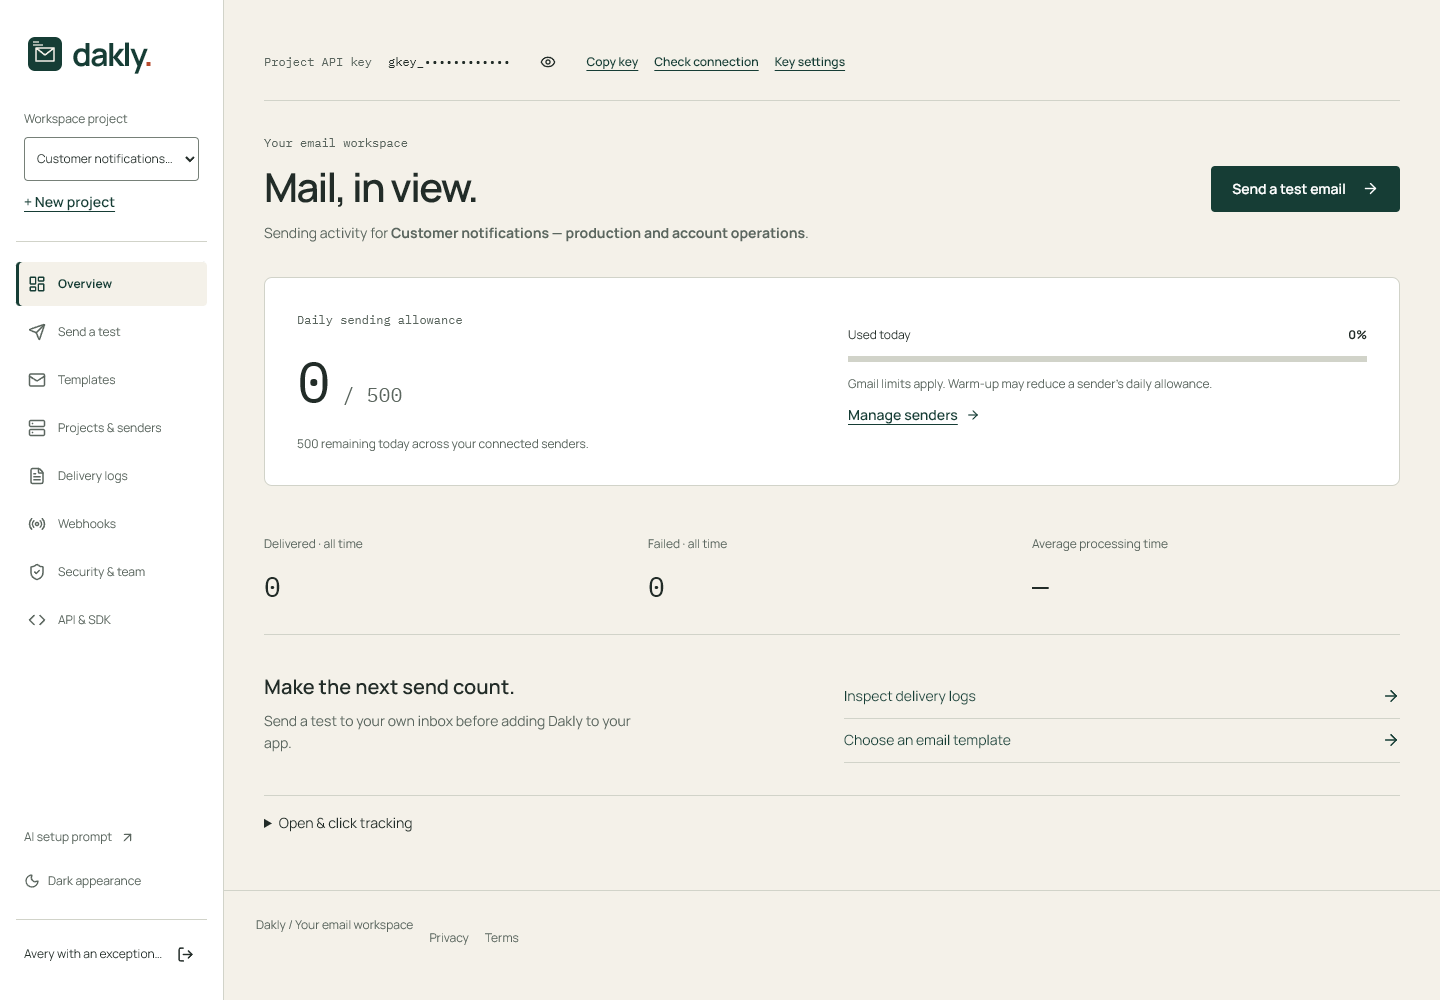 dakly.
Workspace project
Customer notifications...
+ New project
Overview
Send a test
Templates
Projects & senders
Delivery logs
Webhooks
Security & team
API & SDK
AI setup prompt
Dark appearance
Avery with an exception...
Project API key gkey_•••••••••••• Copy key Check connection Key settings
Your email workspace
Mail, in view.
Send a test email
Sending activity for Customer notifications — production and account operations.
Daily sending allowance
0 / 500
500 remaining today across your connected senders.
Used today 0%
Gmail limits apply. Warm-up may reduce a sender's daily allowance.
Manage senders
Delivered · all time
0
Failed · all time
0
Average processing time
—
Make the next send count.
Send a test to your own inbox before adding Dakly to your
app.
Inspect delivery logs
Choose an email template
Open & click tracking
Dakly / Your email workspace
Privacy Terms